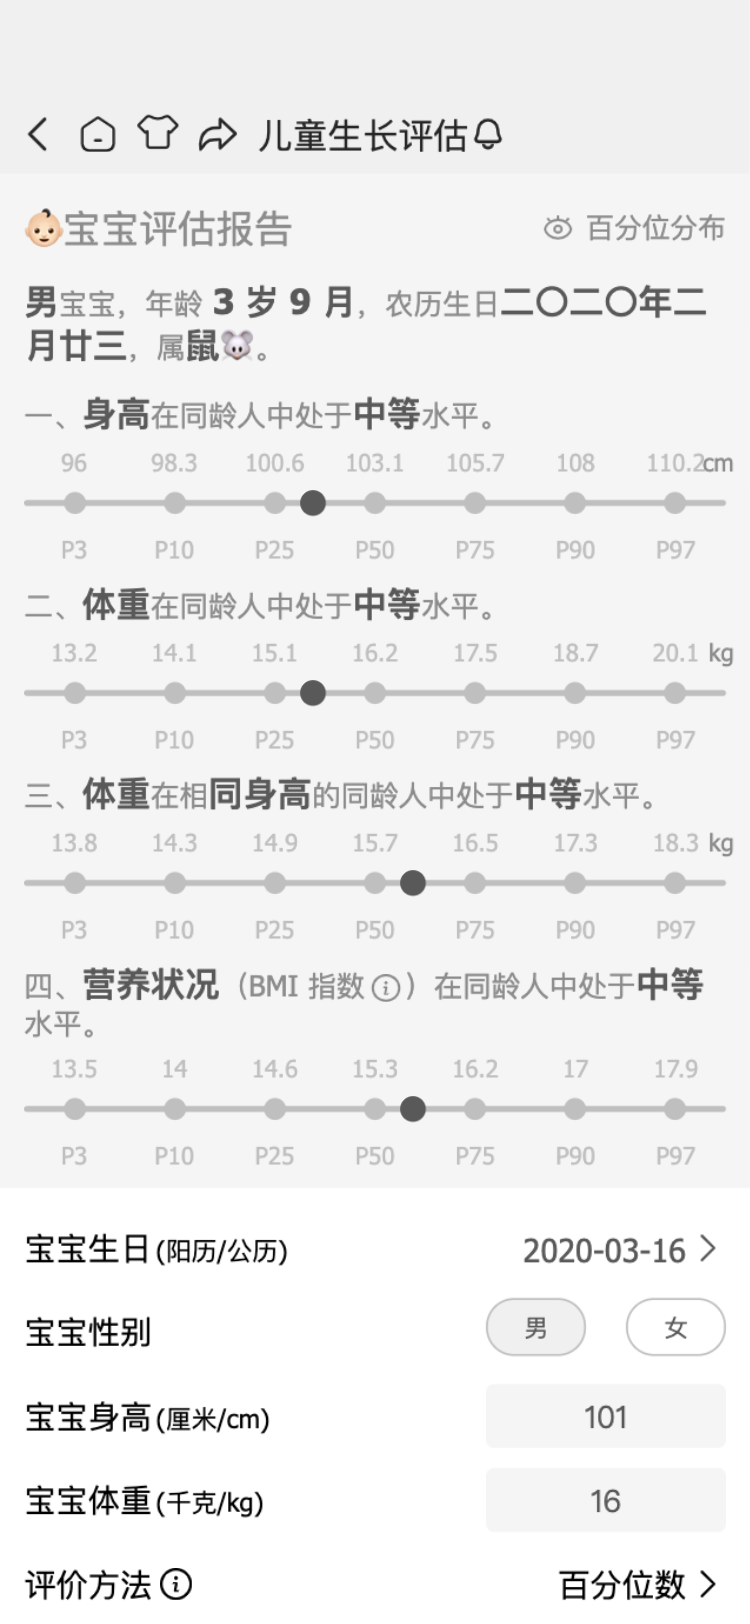 儿童生长评估
宝宝评估报告 百分位分布
男宝宝，年龄 3 岁 9 月，农历生日二〇二〇年二
月廿三，属鼠。
一、身高在同龄人中处于中等水平。
96 98.3 100.6 103.1 105.7 108 110.2cm
P3 P10 P25 P50 P75 P90 P97
二、体重在同龄人中处于中等水平。
13.2 14.1 15.1 16.2 17.5 18.7 20.1 kg
P3 P10 P25 P50 P75 P90 P97
三、体重在相同身高的同龄人中处于中等水平。
13.8 14.3 14.9 15.7 16.5 17.3 18.3 kg
P3 P10 P25 P50 P75 P90 P97
四、营养状况（BMI 指数）在同龄人中处于中等
水平。
13.5 14 14.6 15.3 16.2 17 17.9
P3 P10 P25 P50 P75 P90 P97
宝宝生日(阳历/公历) 2020-03-16
宝宝性别 男 女
宝宝身高(厘米/cm) 101
宝宝体重(千克/kg) 16
评价方法 百分位数